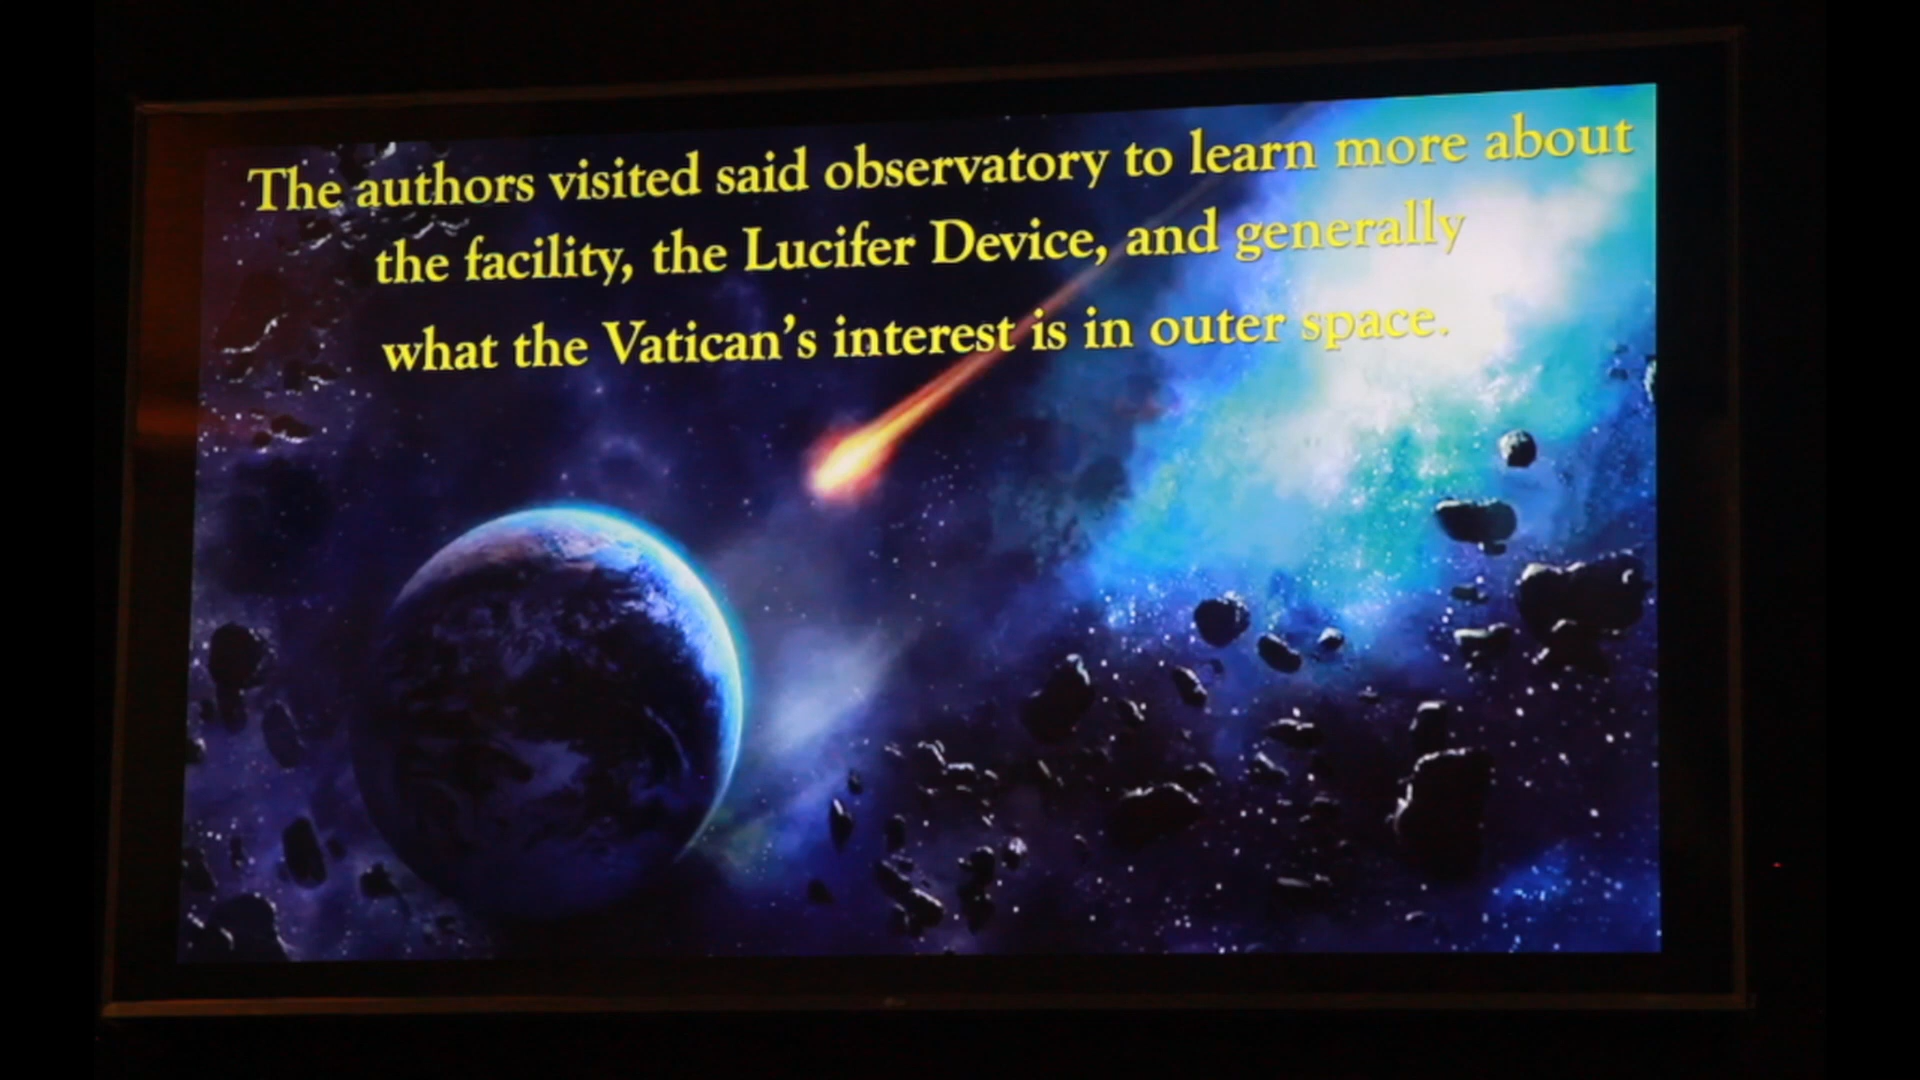 The authors visited said observatory to learn more about
the facility, the Lucifer Device, and generally
what the Vatican's interest is in outer space.